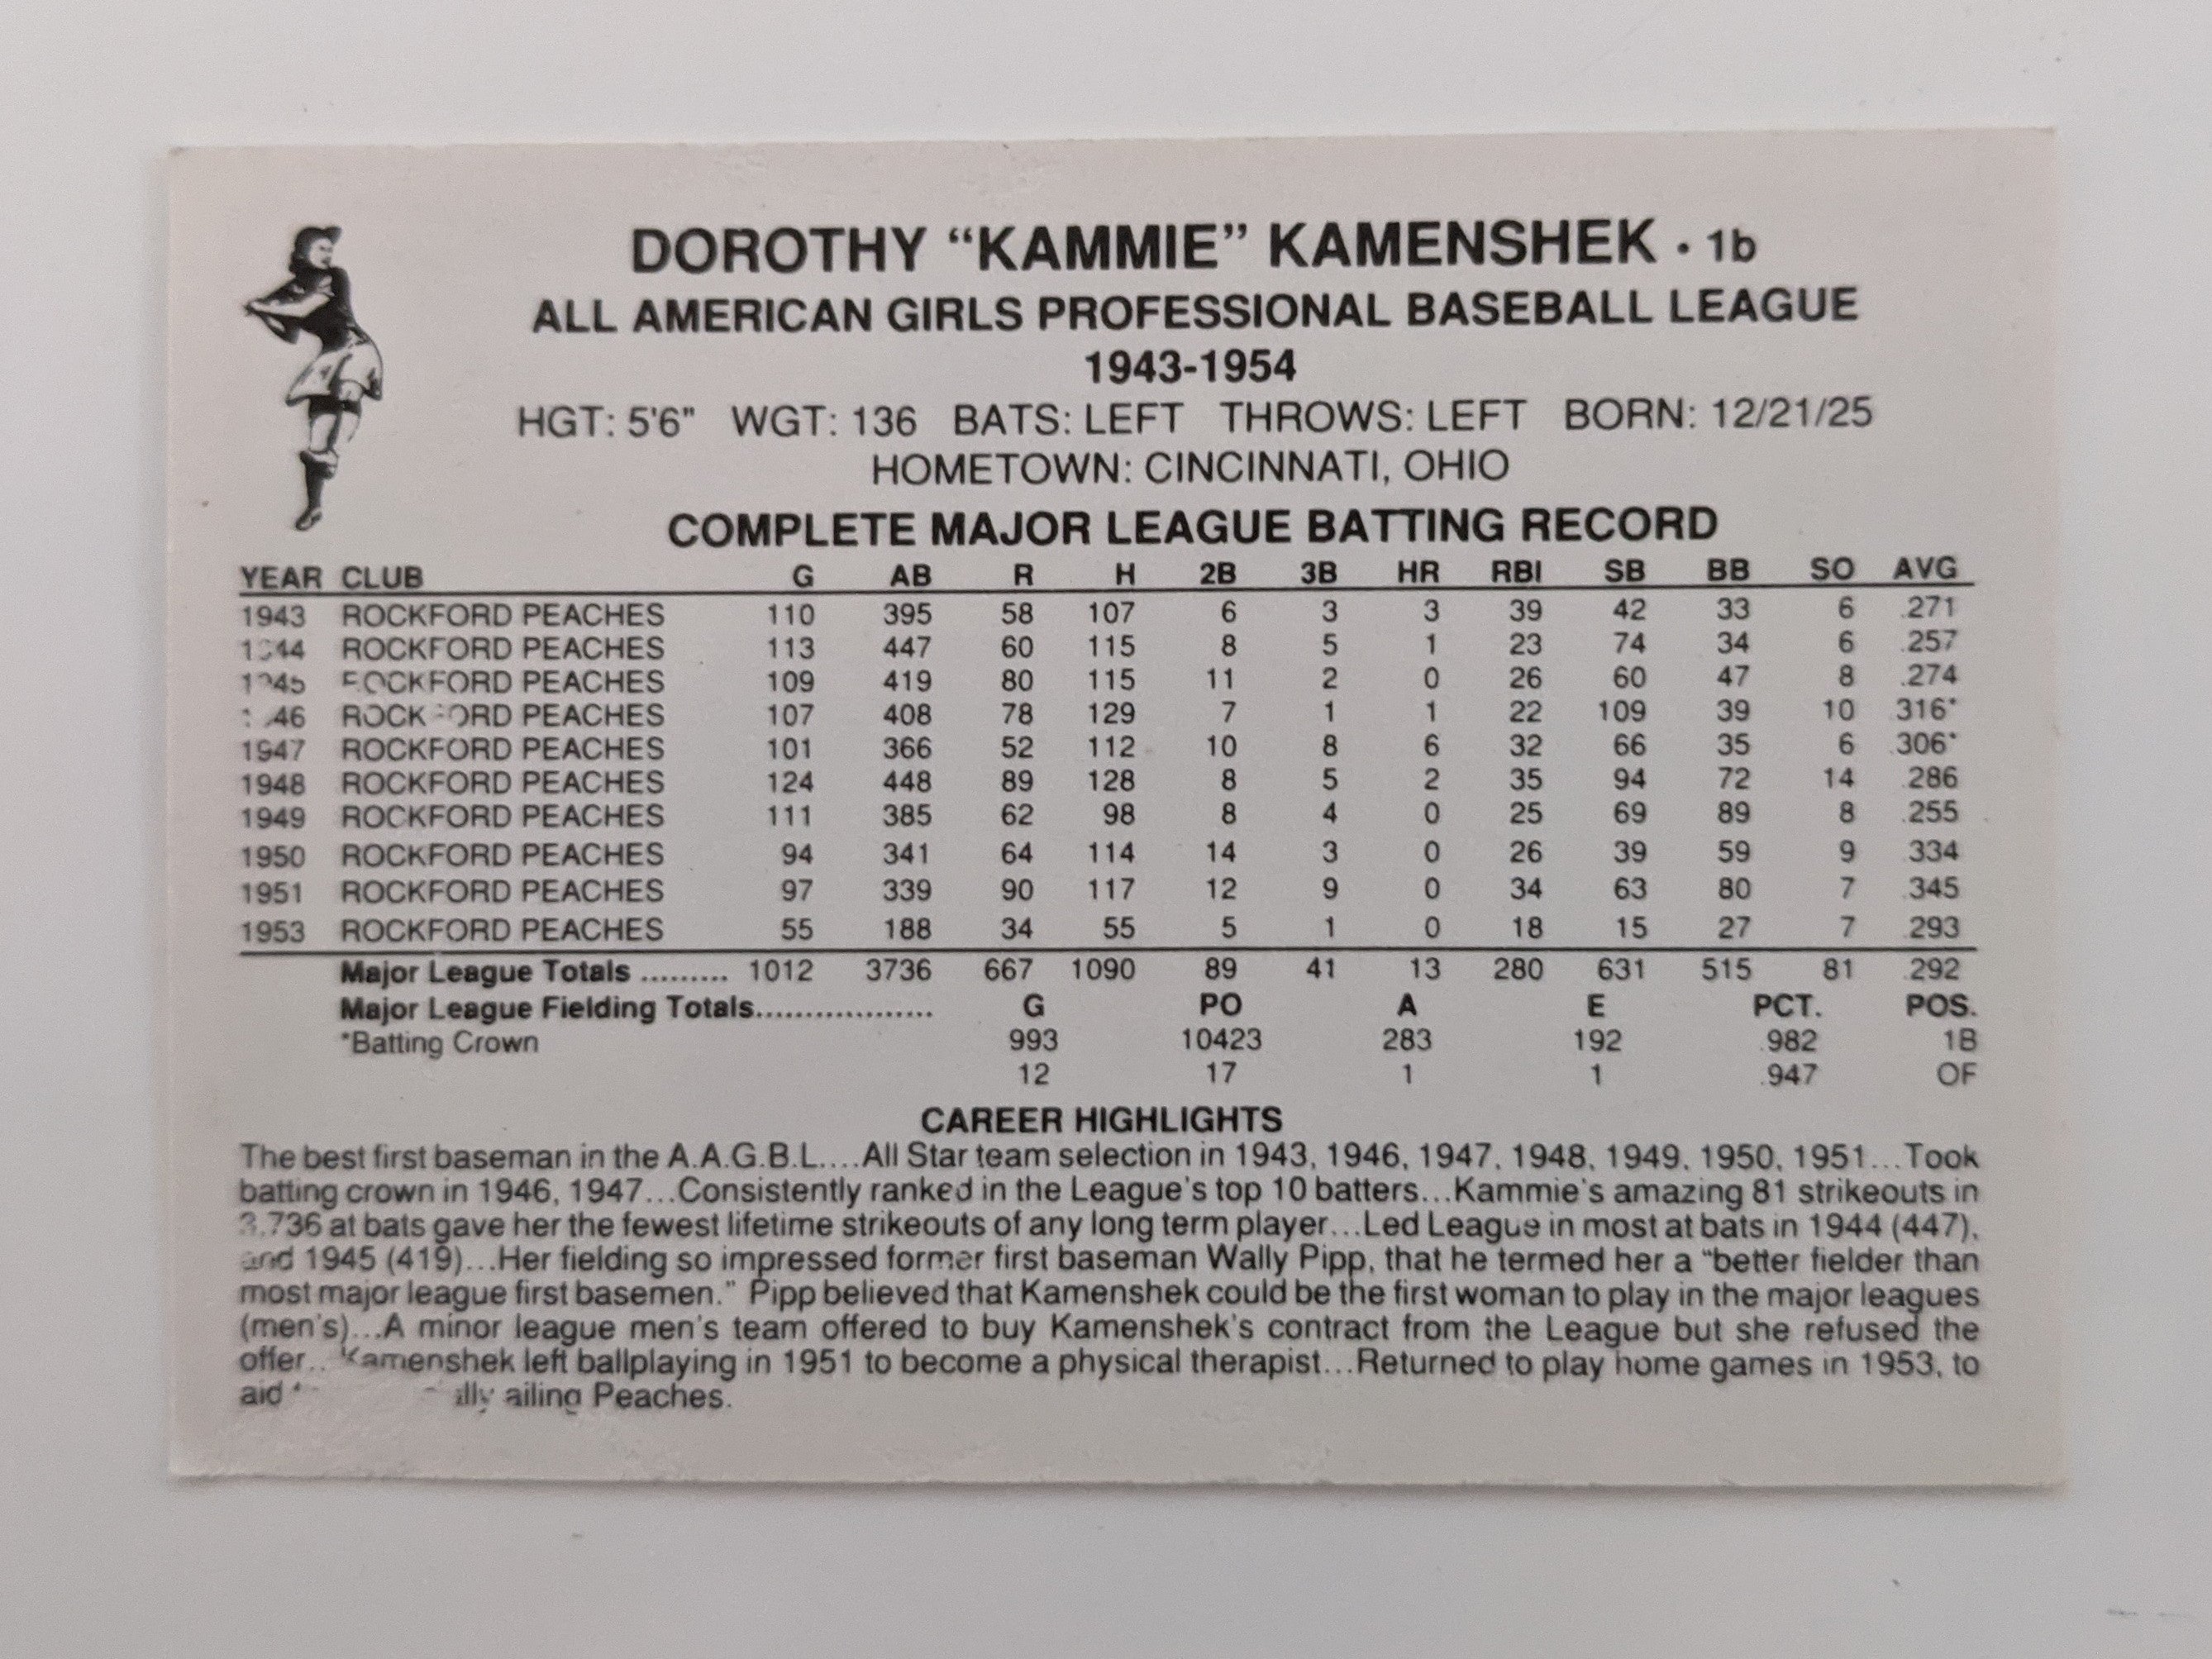 DOROTHY “KAMMIE” KAMENSHEK • 1b
ALL AMERICAN GIRLS PROFESSIONAL BASEBALL LEAGUE
1943-1954
HGT: 5'6" WGT: 136 BATS: LEFT THROWS: LEFT BORN: 12/21/25
HOMETOWN: CINCINNATI, OHIO
COMPLETE MAJOR LEAGUE BATTING RECORD
YEAR CLUB G AB R H 2B 3B HR RBI SB BB SO AVG
1943 ROCKFORD PEACHES 110 395 58 107 6 3 3 39 42 33 6 .271
1944 ROCKFORD PEACHES 113 447 60 115 8 5 1 23 74 34 6 .257
1945 ROCKFORD PEACHES 109 419 80 115 11 2 0 26 60 47 8 .274
1946 ROCKFORD PEACHES 107 408 78 129 7 1 1 22 109 39 10 .316*
1947 ROCKFORD PEACHES 101 366 52 112 10 8 6 32 66 35 6 .306*
1948 ROCKFORD PEACHES 124 448 89 128 8 5 2 35 94 72 14 .286
1949 ROCKFORD PEACHES 111 385 62 98 8 4 0 25 69 89 8 .255
1950 ROCKFORD PEACHES 94 341 64 114 14 3 0 26 39 59 9 .334
1951 ROCKFORD PEACHES 97 339 90 117 12 9 0 34 63 80 7 .345
1953 ROCKFORD PEACHES 55 188 34 55 5 1 0 18 15 27 7 .293
Major League Totals ......... 1012 3736 667 1090 89 41 13 280 631 515 81 .292
Major League Fielding Totals.................. G PO A E PCT. POS.
*Batting Crown 993 10423 283 192 .982 1B
12 17 1 1 .947 OF
CAREER HIGHLIGHTS
The best first baseman in the A.A.G.B.L....All Star team selection in 1943, 1946, 1947, 1948, 1949, 1950, 1951...Took
batting crown in 1946, 1947...Consistently ranked in the League's top 10 batters...Kammie's amazing 81 strikeouts in
3,736 at bats gave her the fewest lifetime strikeouts of any long term player...Led League in most at bats in 1944 (447),
and 1945 (419)...Her fielding so impressed former first baseman Wally Pipp, that he termed her a “better fielder than
most major league first basemen.” Pipp believed that Kamenshek could be the first woman to play in the major leagues
(men's)...A minor league men's team offered to buy Kamenshek's contract from the League but she refused the
offer...Kamenshek left ballplaying in 1951 to become a physical therapist...Returned to play home games in 1953, to
aid ailing Peaches.